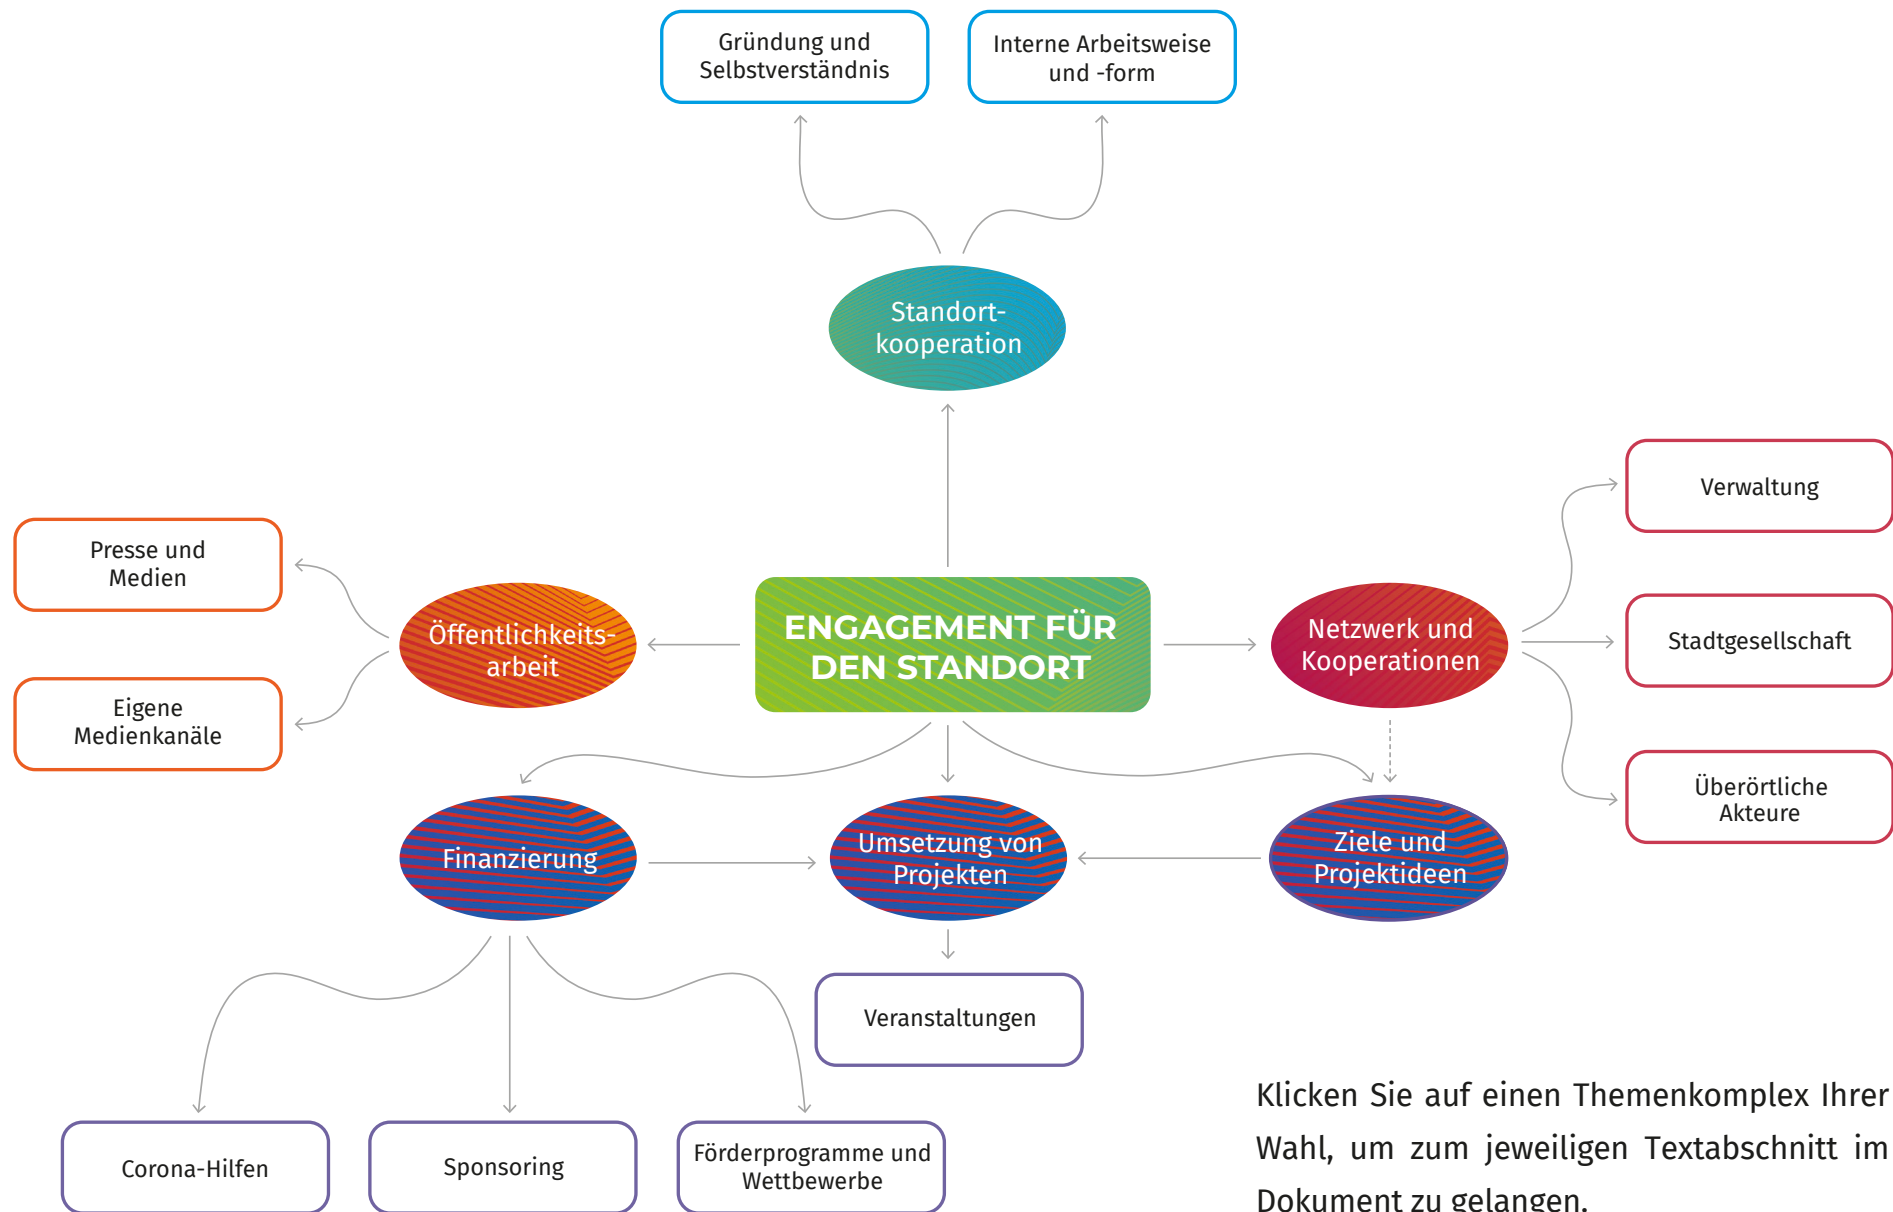 Gründung und
Selbstverständnis
Interne Arbeitsweise
und -form
Standort-
kooperation
Verwaltung
Presse und
Medien
Öffentlichkeits-
arbeit
ENGAGEMENT FÜR
DEN STANDORT
Netzwerk und
Kooperationen
Stadtgesellschaft
Eigene
Medienkanäle
Überörtliche
Akteure
Finanzierung
Umsetzung von
Projekten
Ziele und
Projektideen
Veranstaltungen
Corona-Hilfen
Sponsoring
Förderprogramme und
Wettbewerbe
Klicken Sie auf einen Themenkomplex Ihrer
Wahl, um zum jeweiligen Textabschnitt im
Dokument zu gelangen.